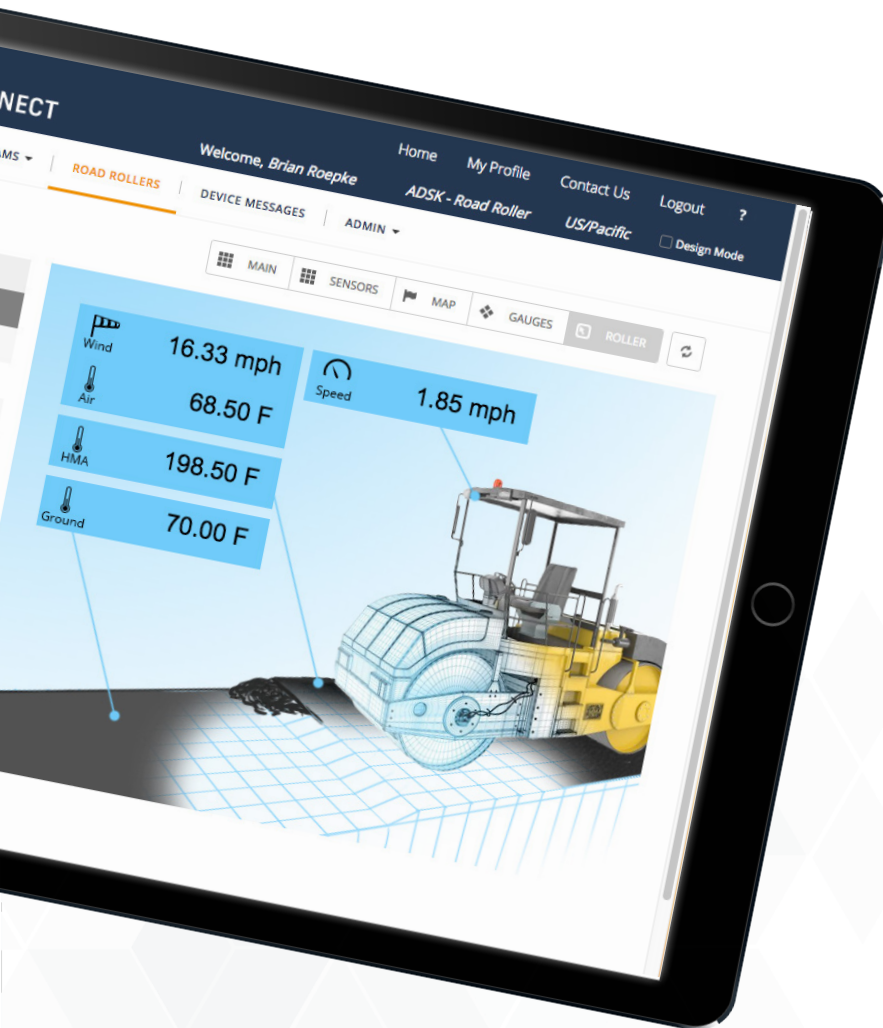 NECT
Welcome, Brian Roepke
Home
My Profile
Contact Us
Logout
?
ADSK - Road Roller
US/Pacific
Design Mode
AMS
ROAD ROLLERS
DEVICE MESSAGES
ADMIN
MAIN
SENSORS
MAP
GAUGES
ROLLER
Wind
16.33 mph
Air
68.50 F
HMA
198.50 F
Ground
70.00 F
Speed
1.85 mph